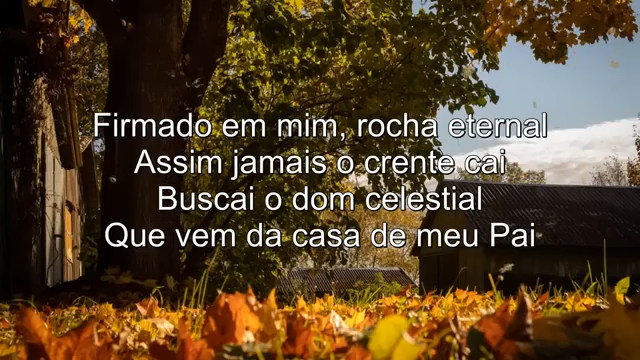 Firmado em mim, rocha eternal
Assim jamais o crente cai
Buscai o dom celestial
Que vem da casa de meu Pai